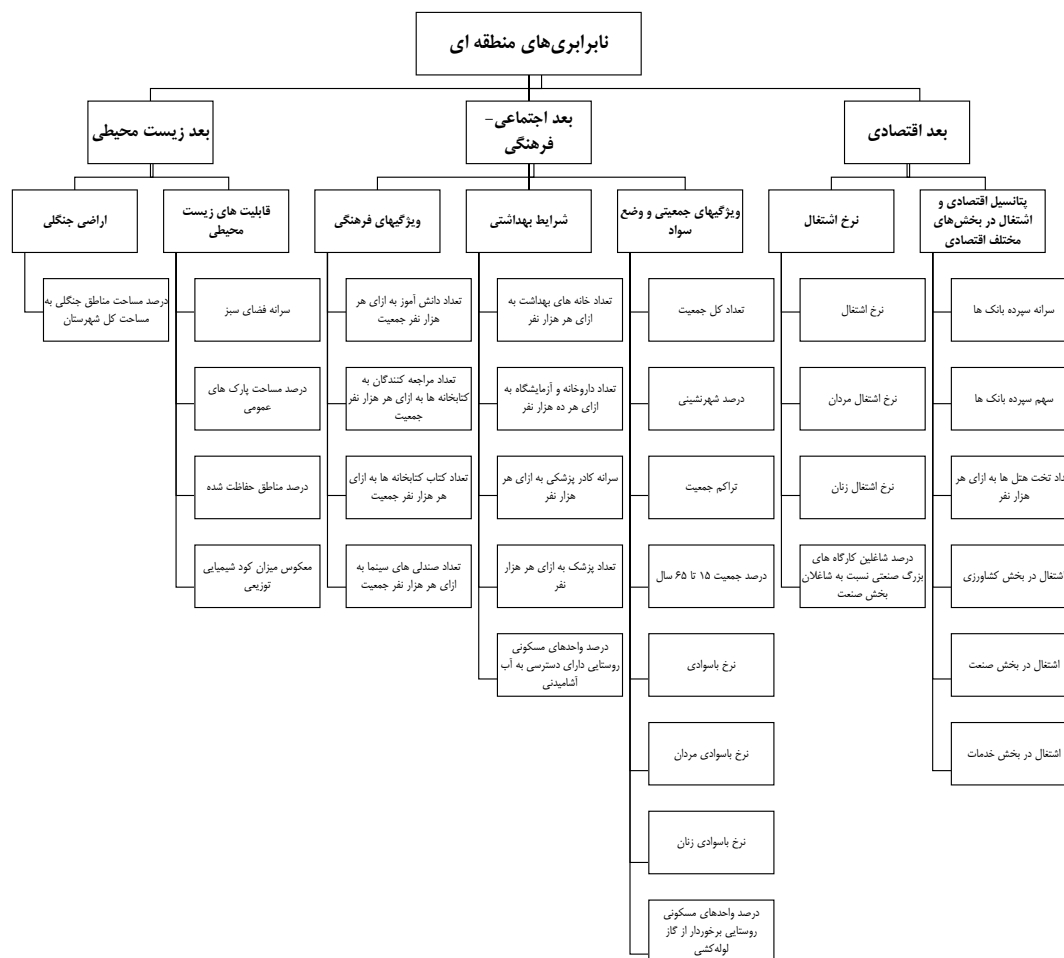 نابرابری‌های منطقه ای
بعد اقتصادی
بعد اجتماعی-
فرهنگی
بعد زیست محیطی
پتانسیل اقتصادی و
اشتغال در بخش‌های
مختلف اقتصادی
سرانه سپرده بانک ها
سهم سپرده بانک ها
تخت هتل ها به ازای هر
هزار نفر
اشتغال در بخش کشاورزی
اشتغال در بخش صنعت
اشتغال در بخش خدمات
نرخ اشتغال
نرخ اشتغال
نرخ اشتغال مردان
نرخ اشتغال زنان
درصد شاغلین کارگاه های
بزرگ صنعتی نسبت به شاغلان
بخش صنعت
ویژگیهای جمعیتی و وضع
سواد
تعداد کل جمعیت
درصد شهرنشینی
تراکم جمعیت
درصد جمعیت ۱۵ تا ۶۵ سال
نرخ باسوادی
نرخ باسوادی مردان
نرخ باسوادی زنان
درصد واحدهای مسکونی
روستایی برخوردار از گاز
لوله‌کشی
شرایط بهداشتی
تعداد خانه های بهداشت به
ازای هر هزار نفر
تعداد داروخانه و آزمایشگاه به
ازای هر ده هزار نفر
سرانه کادر پزشکی به ازای هر
هزار نفر
تعداد پزشک به ازای هر هزار
نفر
درصد واحدهای مسکونی
روستایی دارای دسترسی به آب
آشامیدنی
ویژگیهای فرهنگی
تعداد دانش آموز به ازای هر
هزار نفر جمعیت
تعداد مراجعه کنندگان به
کتابخانه ها به ازای هر هزار نفر
جمعیت
تعداد کتاب کتابخانه ها به ازای
هر هزار نفر جمعیت
تعداد صندلی های سینما به
ازای هر هزار نفر جمعیت
قابلیت های زیست
محیطی
سرانه فضای سبز
درصد مساحت پارک های
عمومی
درصد مناطق حفاظت شده
معکوس میزان کود شیمیایی
توزیعی
اراضی جنگلی
درصد مساحت مناطق جنگلی به
مساحت کل شهرستان